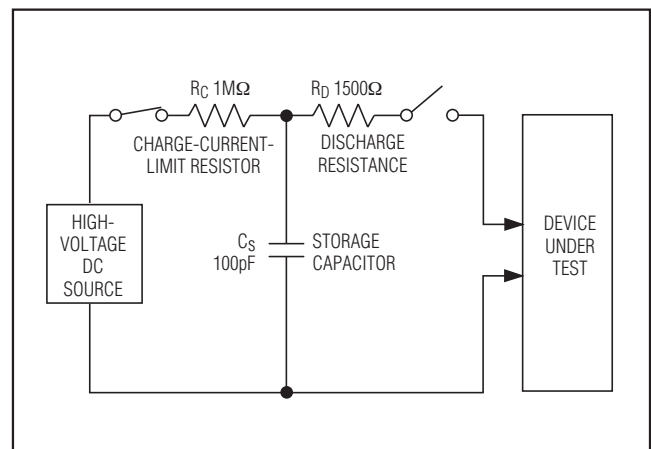 R_C 1MΩ
CHARGE-CURRENT-
LIMIT RESISTOR
R_D 1500Ω
DISCHARGE
RESISTANCE
HIGH-
VOLTAGE
DC
SOURCE
C_S
100pF
STORAGE
CAPACITOR
DEVICE
UNDER
TEST